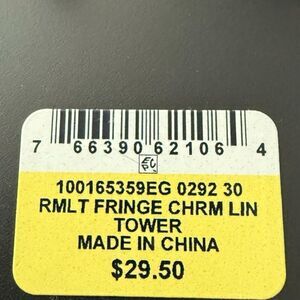 7 66390 62106 4
100165359EG 0292 30
RMLT FRINGE CHRM LIN
TOWER
MADE IN CHINA
$29.50